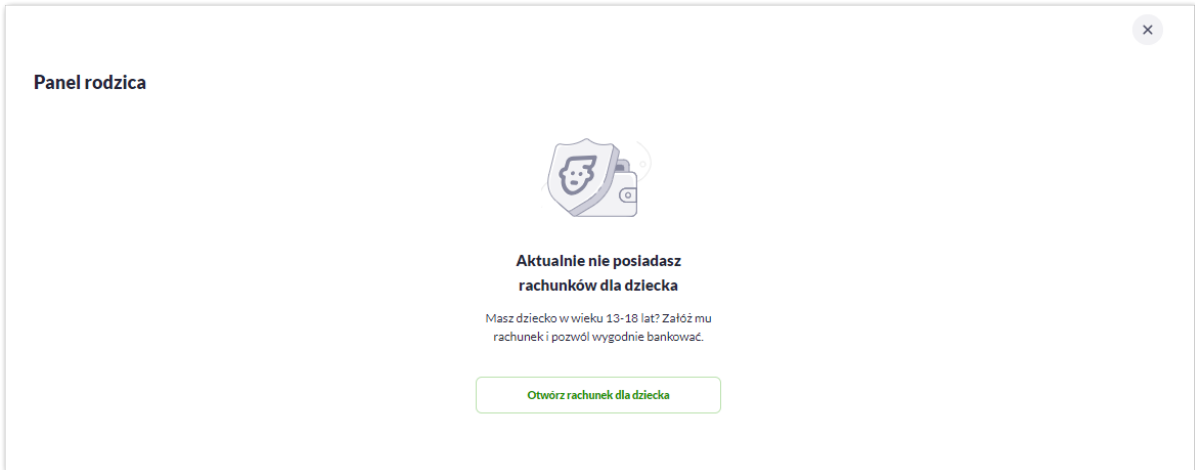 Panel rodzica
Aktualnie nie posiadasz
rachunków dla dziecka
Masz dziecko w wieku 13-18 lat? Załóż mu
rachunek i pozwól wygodnie bankować.
Otwórz rachunek dla dziecka